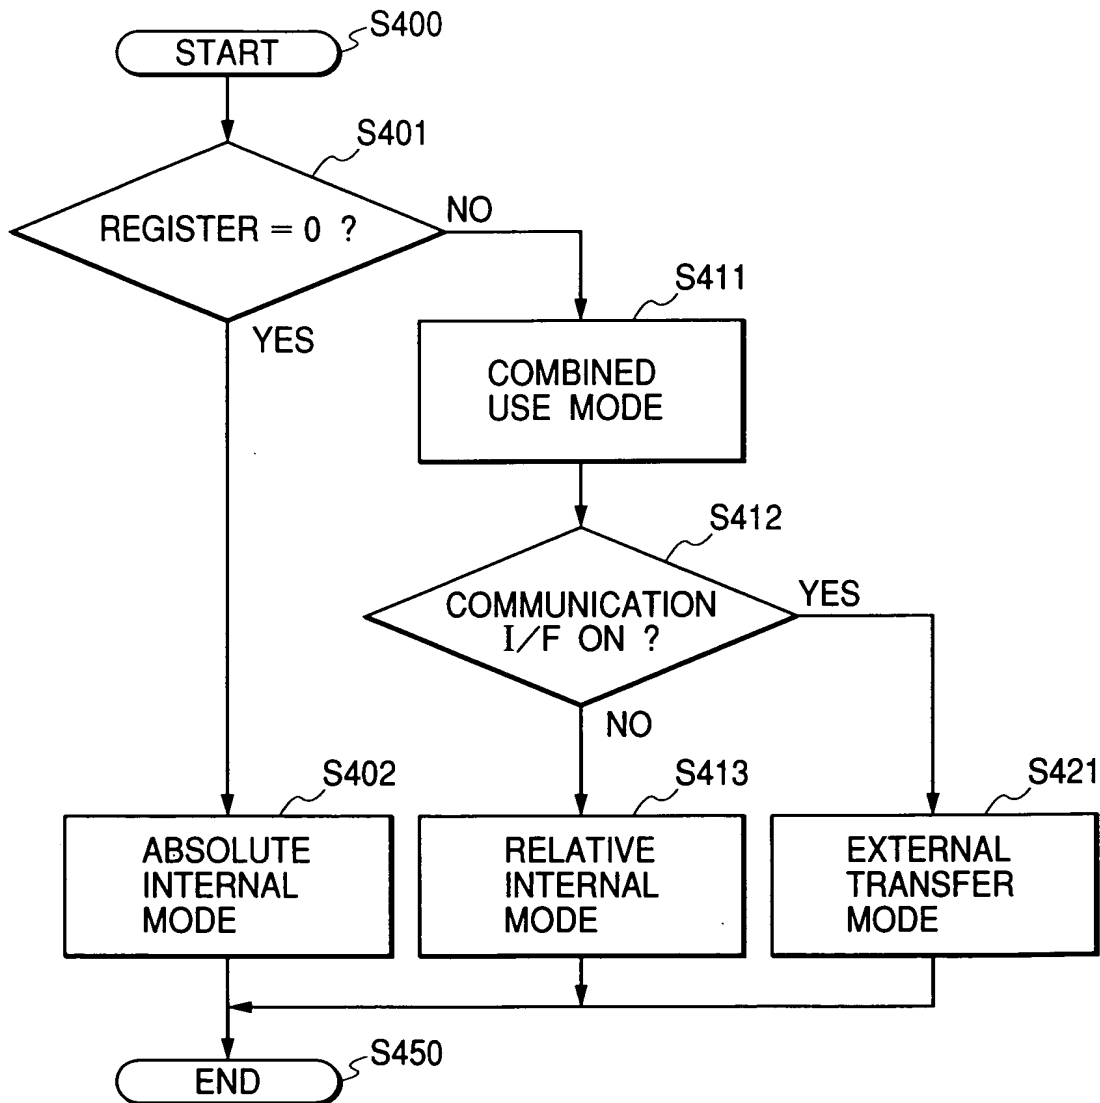 START
S400
S401
REGISTER = 0 ?
NO
YES
S411
COMBINED
USE MODE
S412
COMMUNICATION
I/F ON ?
YES
NO
S402
ABSOLUTE
INTERNAL
MODE
S413
RELATIVE
INTERNAL
MODE
S421
EXTERNAL
TRANSFER
MODE
END
S450